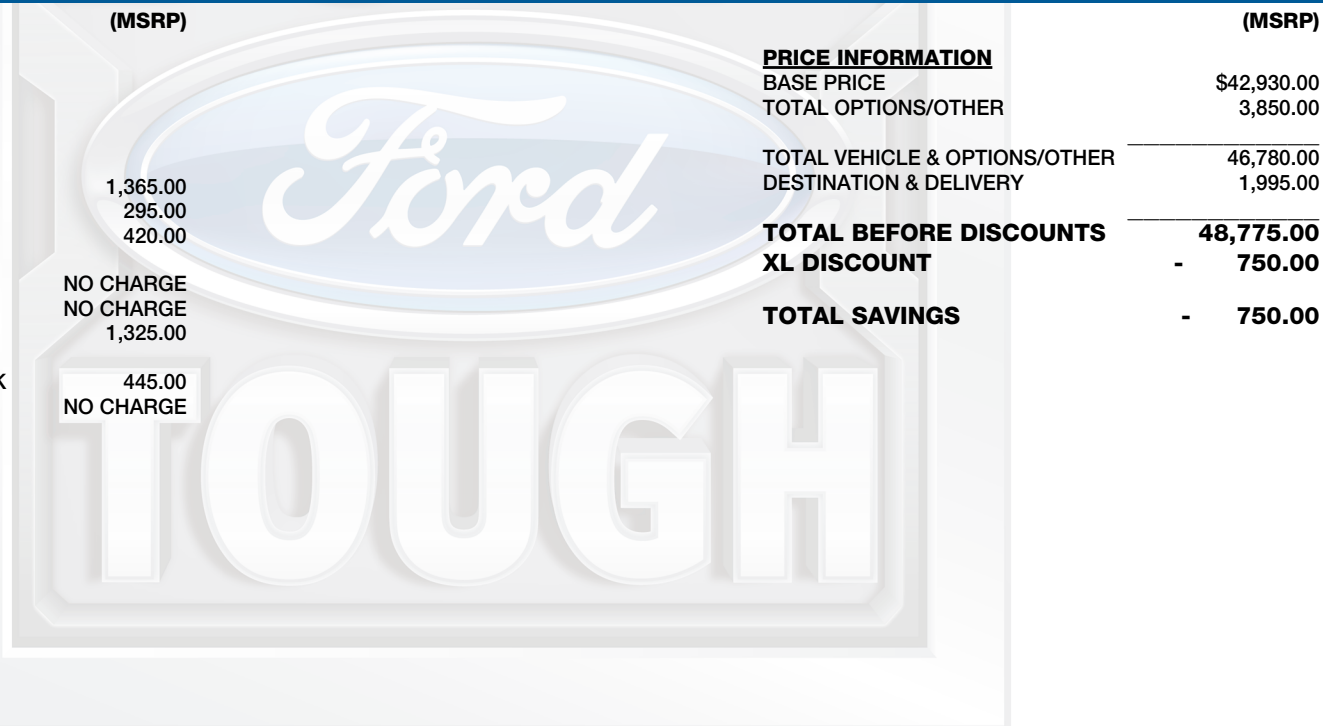 (MSRP)
1,365.00
295.00
420.00
NO CHARGE
NO CHARGE
1,325.00
K 445.00
NO CHARGE
(MSRP)
PRICE INFORMATION
BASE PRICE $42,930.00
TOTAL OPTIONS/OTHER 3,850.00
TOTAL VEHICLE & OPTIONS/OTHER 46,780.00
DESTINATION & DELIVERY 1,995.00
TOTAL BEFORE DISCOUNTS 48,775.00
XL DISCOUNT - 750.00
TOTAL SAVINGS - 750.00
Ford
TOUGH